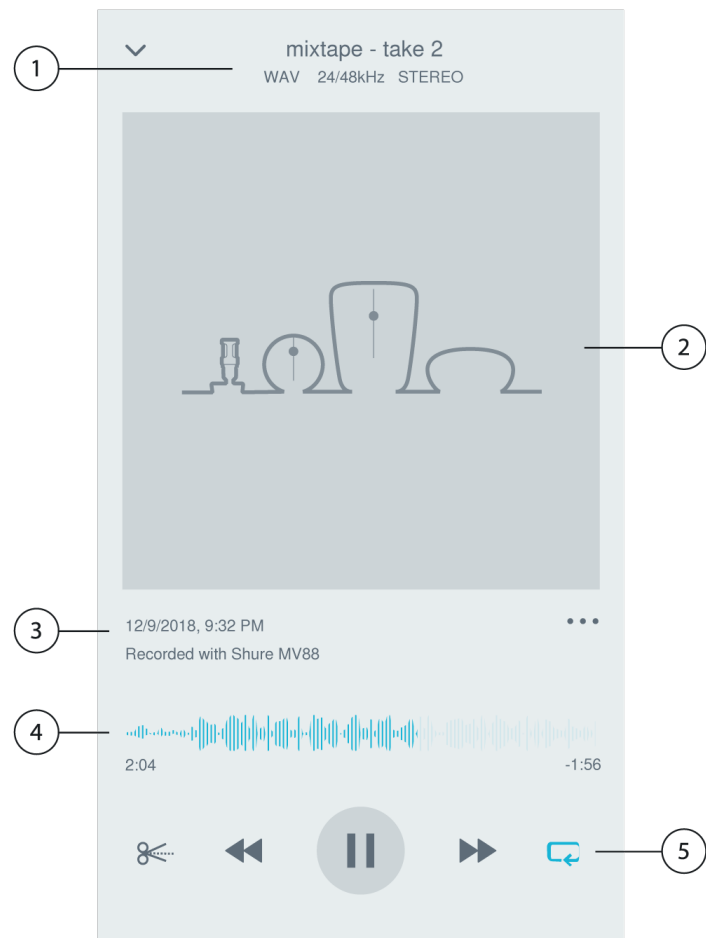 mixtape - take 2
1
WAV 24/48kHz STEREO
2
12/9/2018, 9:32 PM
3
Recorded with Shure MV88
4
2:04 -1:56
5